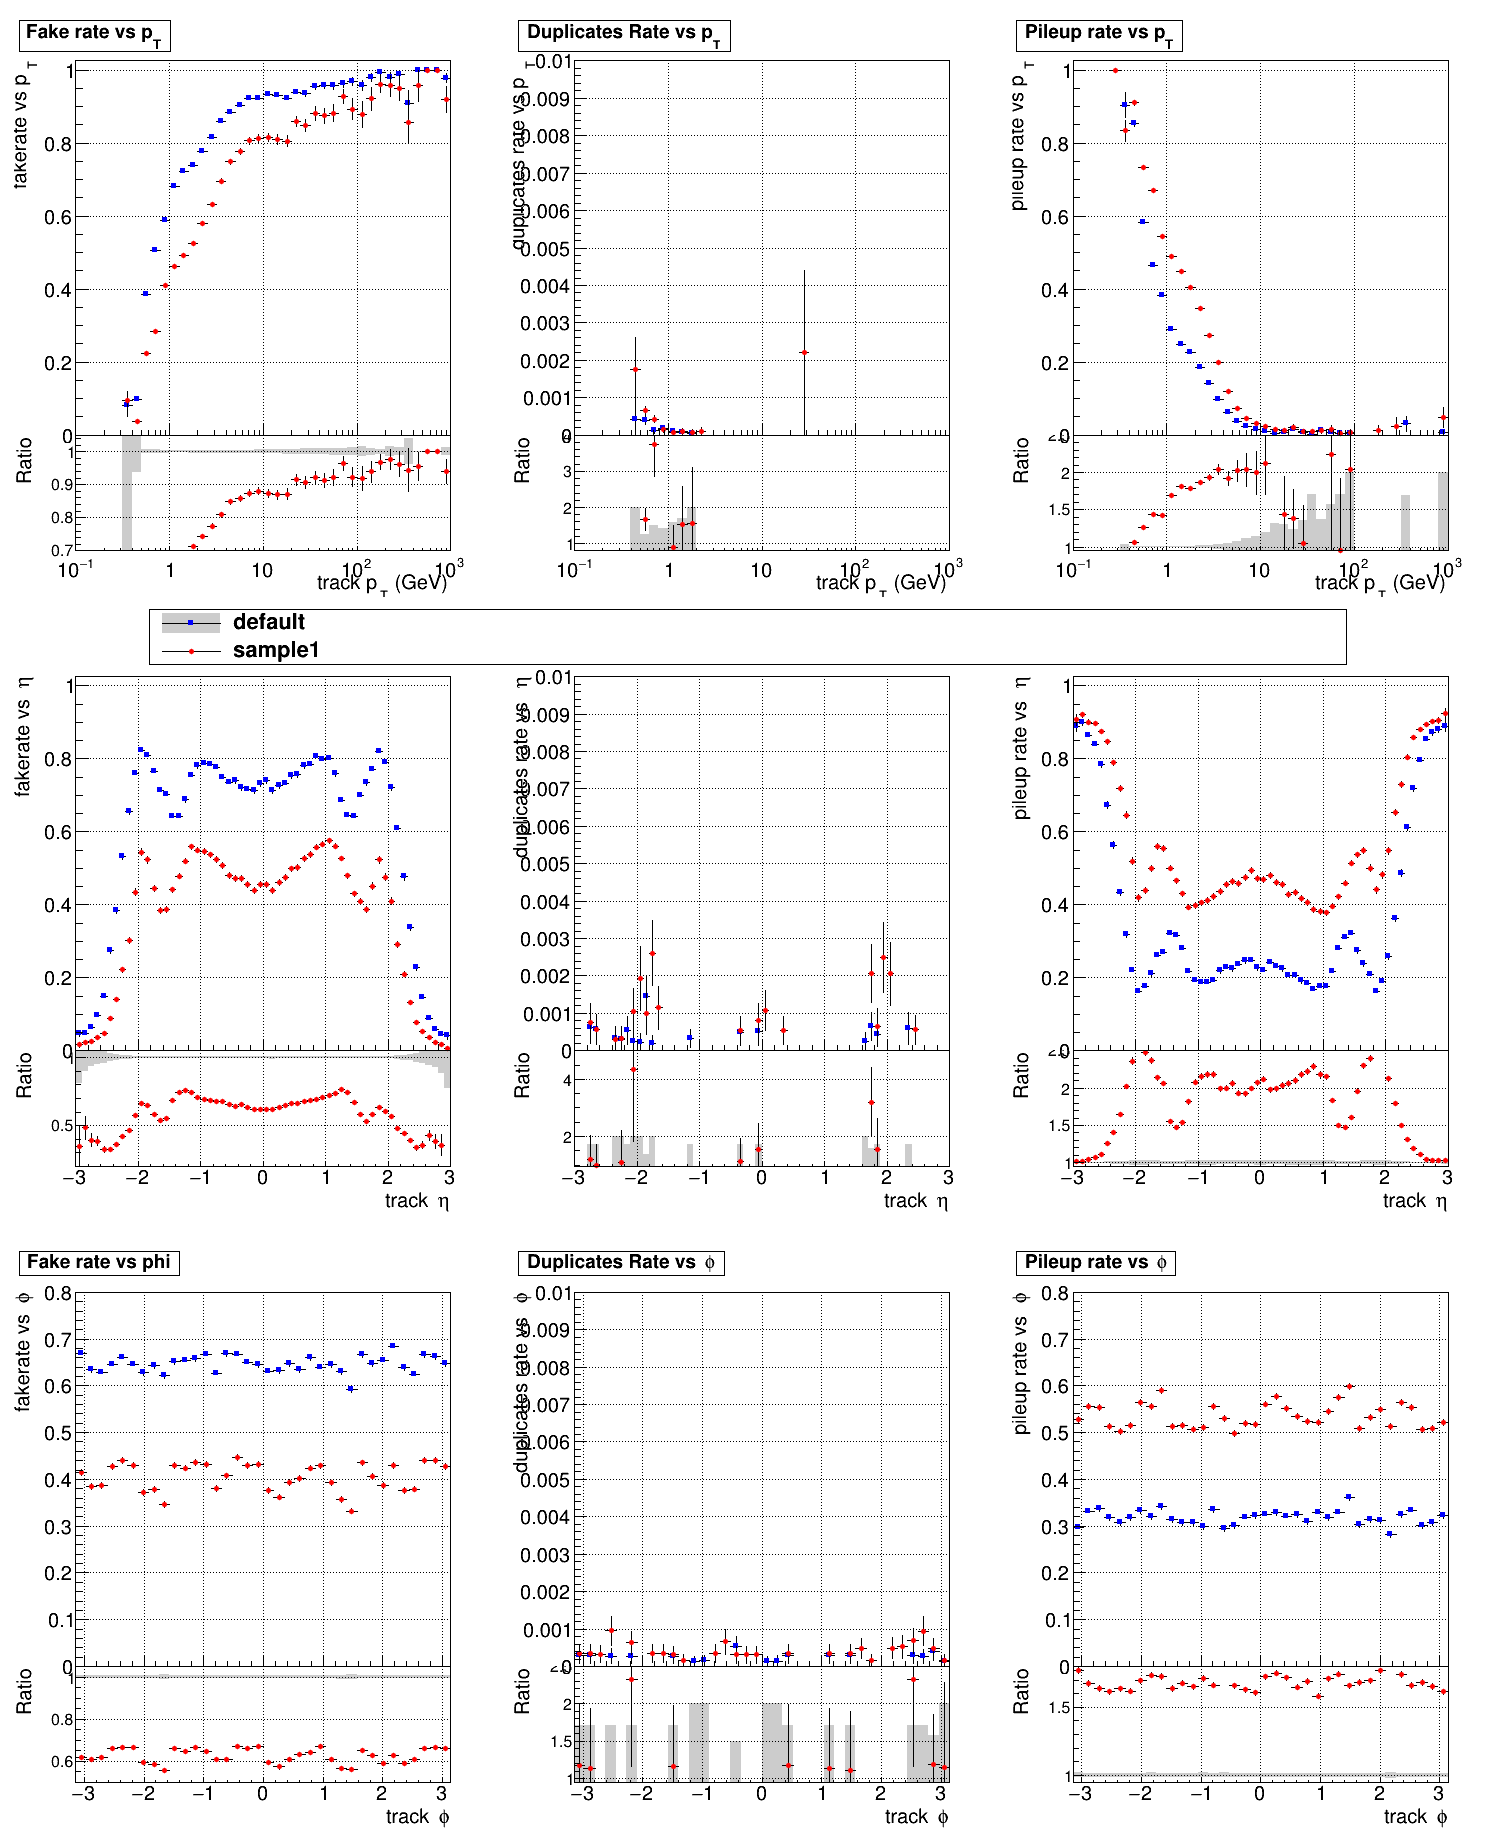 Fake rate vs p_T
Duplicates Rate vs p_T
Pileup rate vs p_T
fakerate vs p_T
1
0.8
0.6
0.4
0.2
0
Ratio
1
0.9
0.8
0.7
10^−1
1
10
10^2
10^3
track p_T (GeV)
duplicates rate vs p_T
0.01
0.009
0.008
0.007
0.006
0.005
0.004
0.003
0.002
0.001
0
Ratio
3
2
1
10^−1
1
10
10^2
10^3
track p_T (GeV)
pileup rate vs p_T
1
0.8
0.6
0.4
0.2
0
Ratio
2
1.5
1
10^−1
1
10
10^2
10^3
track p_T (GeV)
default
sample1
fakerate vs η
1
0.8
0.6
0.4
0.2
0
Ratio
1
0.5
−3 −2 −1 0 1 2 3
track η
duplicates rate vs η
0.01
0.009
0.008
0.007
0.006
0.005
0.004
0.003
0.002
0.001
0
Ratio
4
2
−3 −2 −1 0 1 2 3
track η
pileup rate vs η
1
0.8
0.6
0.4
0.2
0
Ratio
2
1.5
1
−3 −2 −1 0 1 2 3
track η
Fake rate vs phi
Duplicates Rate vs ϕ
Pileup rate vs ϕ
fakerate vs ϕ
0.8
0.7
0.6
0.5
0.4
0.3
0.2
0.1
0
Ratio
1
0.8
0.6
−3 −2 −1 0 1 2 3
track ϕ
duplicates rate vs ϕ
0.01
0.009
0.008
0.007
0.006
0.005
0.004
0.003
0.002
0.001
0
Ratio
2
1.5
1
−3 −2 −1 0 1 2 3
track ϕ
pileup rate vs ϕ
0.8
0.7
0.6
0.5
0.4
0.3
0.2
0.1
0
Ratio
1.5
1
−3 −2 −1 0 1 2 3
track ϕ